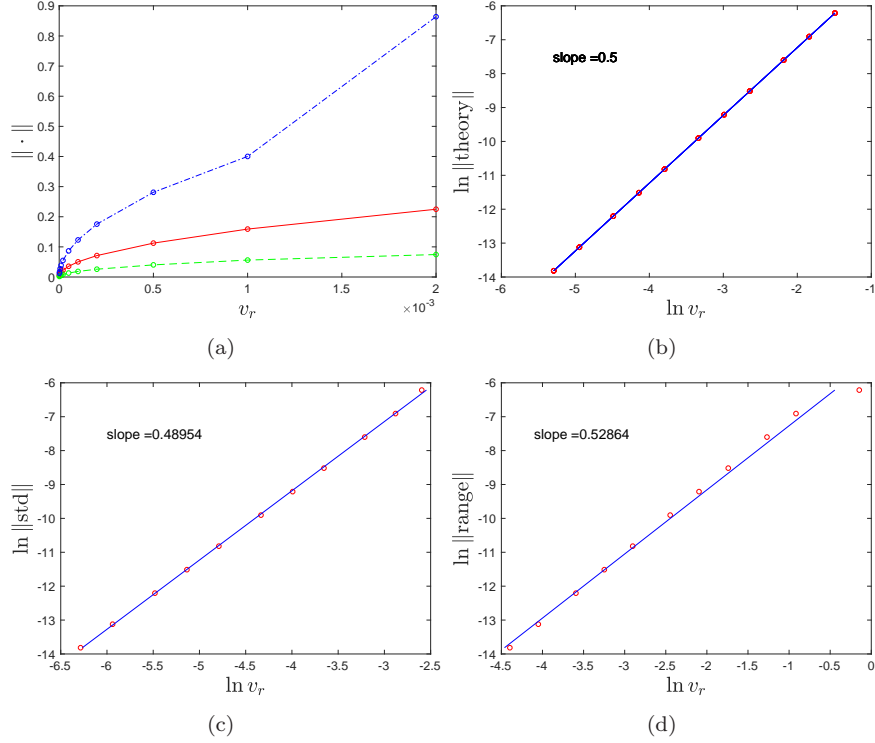 0.9
0.8
0.7
0.6
0.5
0.4
0.3
0.2
0.1
0
‖ · ‖
0 0.5 1 1.5 2
×10⁻³
v_r
(a)
-6
-7
-8
-9
-10
-11
-12
-13
-14
ln ‖theory‖
slope =0.5
-6 -5 -4 -3 -2 -1
ln v_r
(b)
-6
-7
-8
-9
-10
-11
-12
-13
-14
ln ‖std‖
slope =0.48954
-6.5 -6 -5.5 -5 -4.5 -4 -3.5 -3 -2.5
ln v_r
(c)
-6
-7
-8
-9
-10
-11
-12
-13
-14
ln ‖range‖
slope =0.52864
-4.5 -4 -3.5 -3 -2.5 -2 -1.5 -1 -0.5 0
ln v_r
(d)